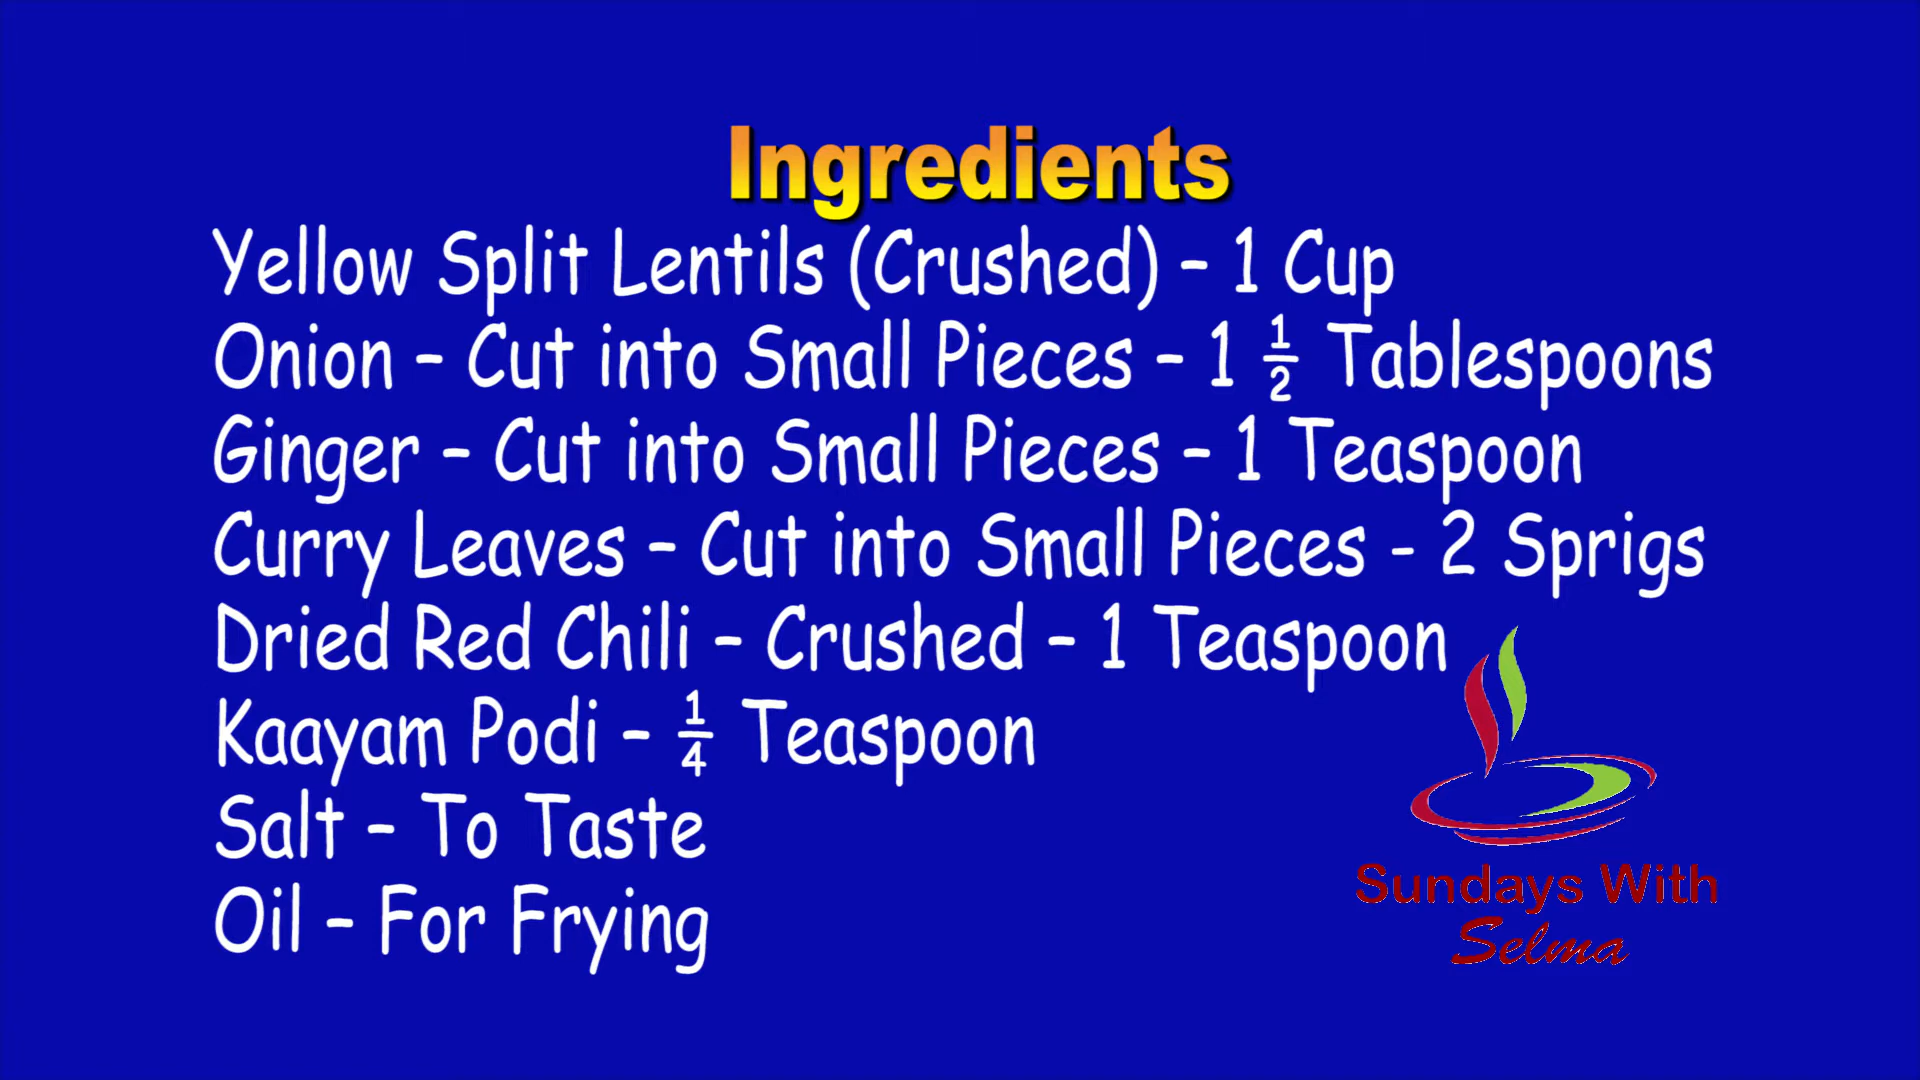 Ingredients
Yellow Split Lentils (Crushed) – 1 Cup
Onion – Cut into Small Pieces – 1 ½ Tablespoons
Ginger – Cut into Small Pieces – 1 Teaspoon
Curry Leaves – Cut into Small Pieces - 2 Sprigs
Dried Red Chili – Crushed – 1 Teaspoon
Kaayam Podi – ¼ Teaspoon
Salt – To Taste
Oil – For Frying
Sundays With
Selma